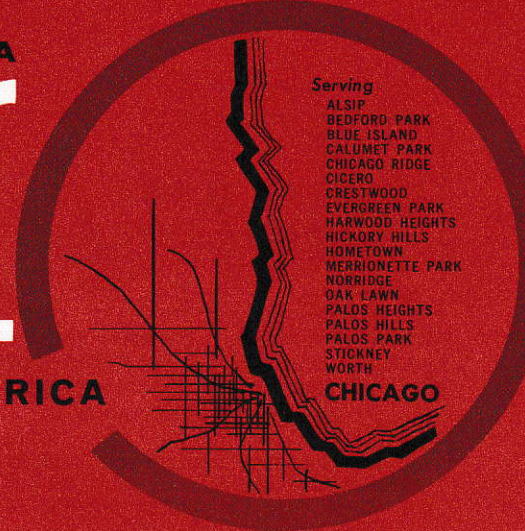 A
Serving
ALSIP
BEDFORD PARK
BLUE ISLAND
CALUMET PARK
CHICAGO RIDGE
CICERO
CRESTWOOD
EVERGREEN PARK
HARWOOD HEIGHTS
HICKORY HILLS
HOMETOWN
MERRIONETTE PARK
NORRIDGE
OAK LAWN
PALOS HEIGHTS
PALOS HILLS
PALOS PARK
STICKNEY
WORTH
CHICAGO
RICA